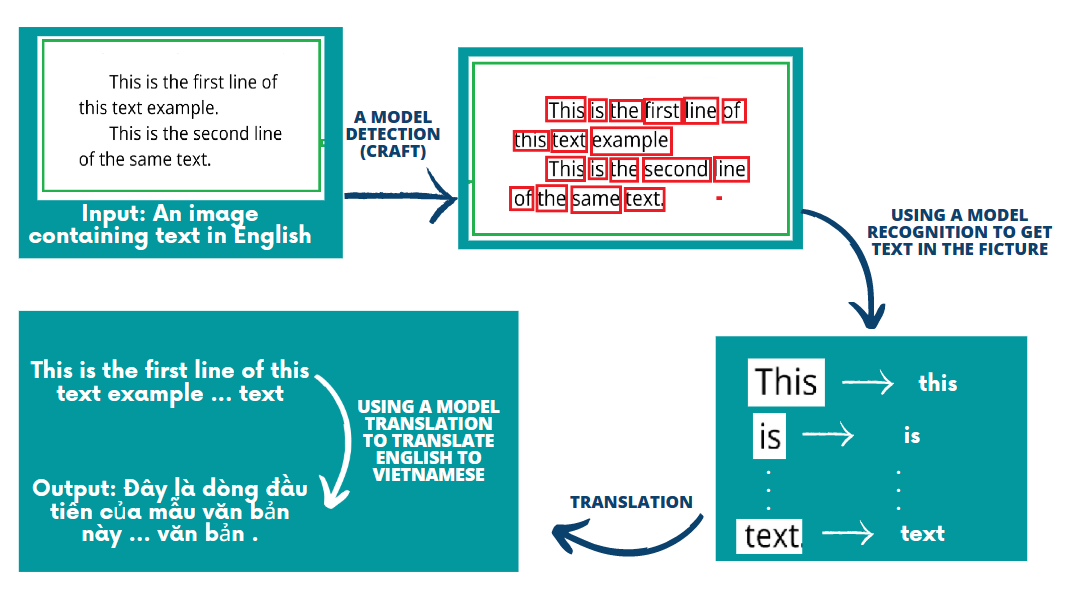 This is the first line of
this text example.
This is the second line
of the same text.
Input: An image
containing text in English
A MODEL
DETECTION
(CRAFT)
This is the first line of
this text example
This is the second line
of the same text.
USING A MODEL
RECOGNITION TO GET
TEXT IN THE FICTURE
This this
is is
text. text
TRANSLATION
This is the first line of this
text example ... text
USING A MODEL
TRANSLATION
TO TRANSLATE
ENGLISH TO
VIETNAMESE
Output: Đây là dòng đầu
tiên của mẫu văn bản
này ... văn bản .